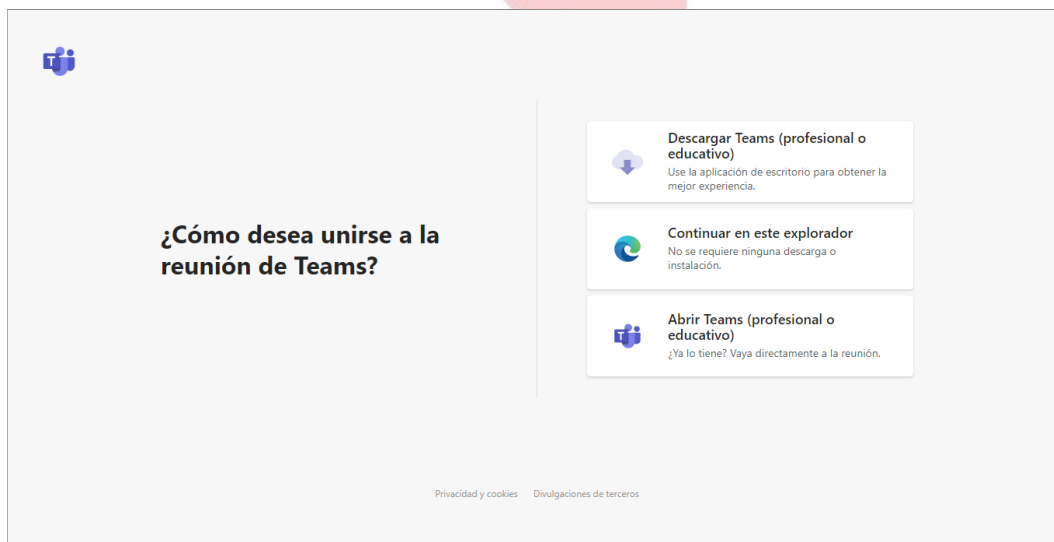 ¿Cómo desea unirse a la
reunión de Teams?
Descargar Teams (profesional o
educativo)
Use la aplicación de escritorio para obtener la
mejor experiencia.
Continuar en este explorador
No se requiere ninguna descarga o
instalación.
Abrir Teams (profesional o
educativo)
¿Ya lo tiene? Vaya directamente a la reunión.
Privacidad y cookies Divulgaciones de terceros